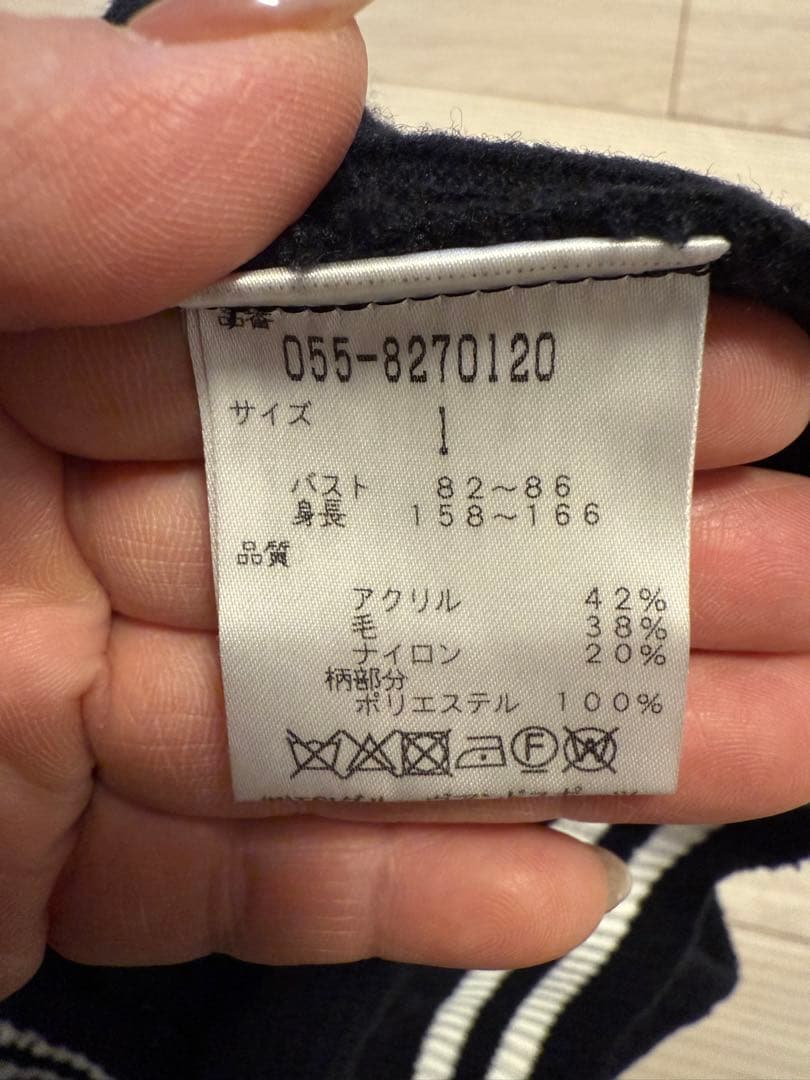 品番
055-8270120
サイズ 1
バスト 82~86
身長 158~166
品質
アクリル 42%
毛 38%
ナイロン 20%
柄部分
ポリエステル 100%
F W